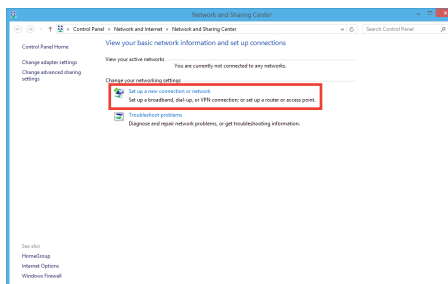 Network and Sharing Center
Control Panel ▸ Network and Internet ▸ Network and Sharing Center
Search Control Panel
Control Panel Home
Change adapter settings
Change advanced sharing
settings
View your basic network information and set up connections
View your active networks
You are currently not connected to any networks.
Change your networking settings
Set up a new connection or network
Set up a broadband, dial-up, or VPN connection; or set up a router or access point.
Troubleshoot problems
Diagnose and repair network problems, or get troubleshooting information.
See also
HomeGroup
Internet Options
Windows Firewall